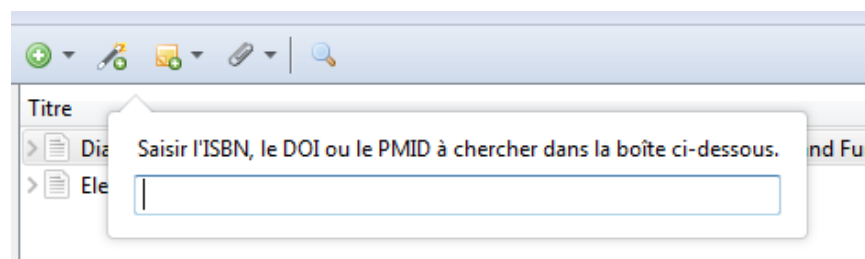 Titre
Dia
Saisir l'ISBN, le DOI ou le PMID à chercher dans la boîte ci-dessous.
nd Fu
Ele